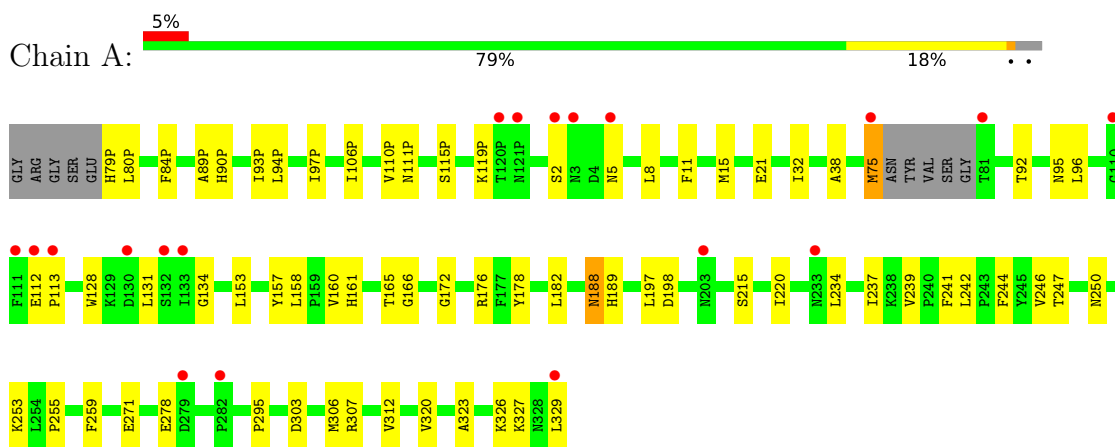 5%
Chain A:
79% 18% • •
GLY ARG GLY SER GLU H79P L80P F84P A89P H90P I93P L94P I97P I106P V110P N111P S115P K119P T120P N121P S2 N3 D4 N5 L8 F11 M15 E21 I32 A38 M75 ASN TYR VAL SER GLY T81 T92 N95 L96 G110
F111 E112 P113 W128 K129 D130 L131 S132 I133 G134 L153 Y157 L158 P159 V160 H161 T165 G166 G172 R176 F177 Y178 L182 N188 H189 L197 D198 N203 S215 I220 N233 L234 I237 K238 V239 P240 F241 L242 P243 F244 Y245 V246 T247 N250
K253 L254 P255 F259 E271 E278 D279 P282 P295 D303 M306 R307 V312 V320 A323 K326 K327 N328 L329